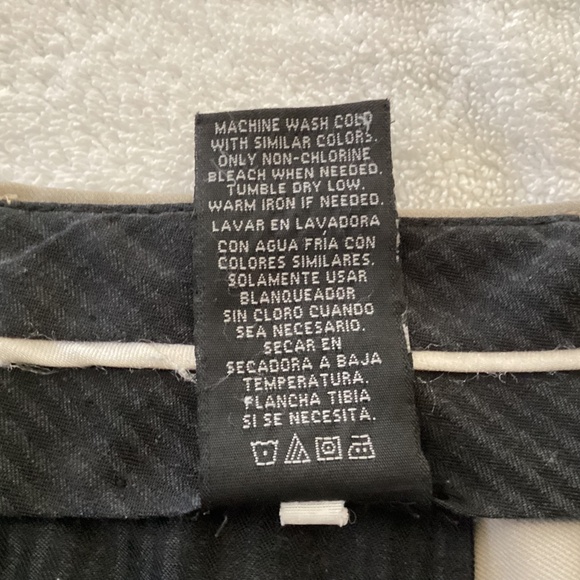 MACHINE WASH COLD
WITH SIMILAR COLORS.
ONLY NON-CHLORINE
BLEACH WHEN NEEDED.
TUMBLE DRY LOW.
WARM IRON IF NEEDED.
LAVAR EN LAVADORA
CON AGUA FRÍA CON
COLORES SIMILARES.
SOLAMENTE USAR
BLANQUEADOR
SIN CLORO CUANDO
SEA NECESARIO.
SECAR EN
SECADORA A BAJA
TEMPERATURA.
PLANCHA TIBIA
SI SE NECESITA.